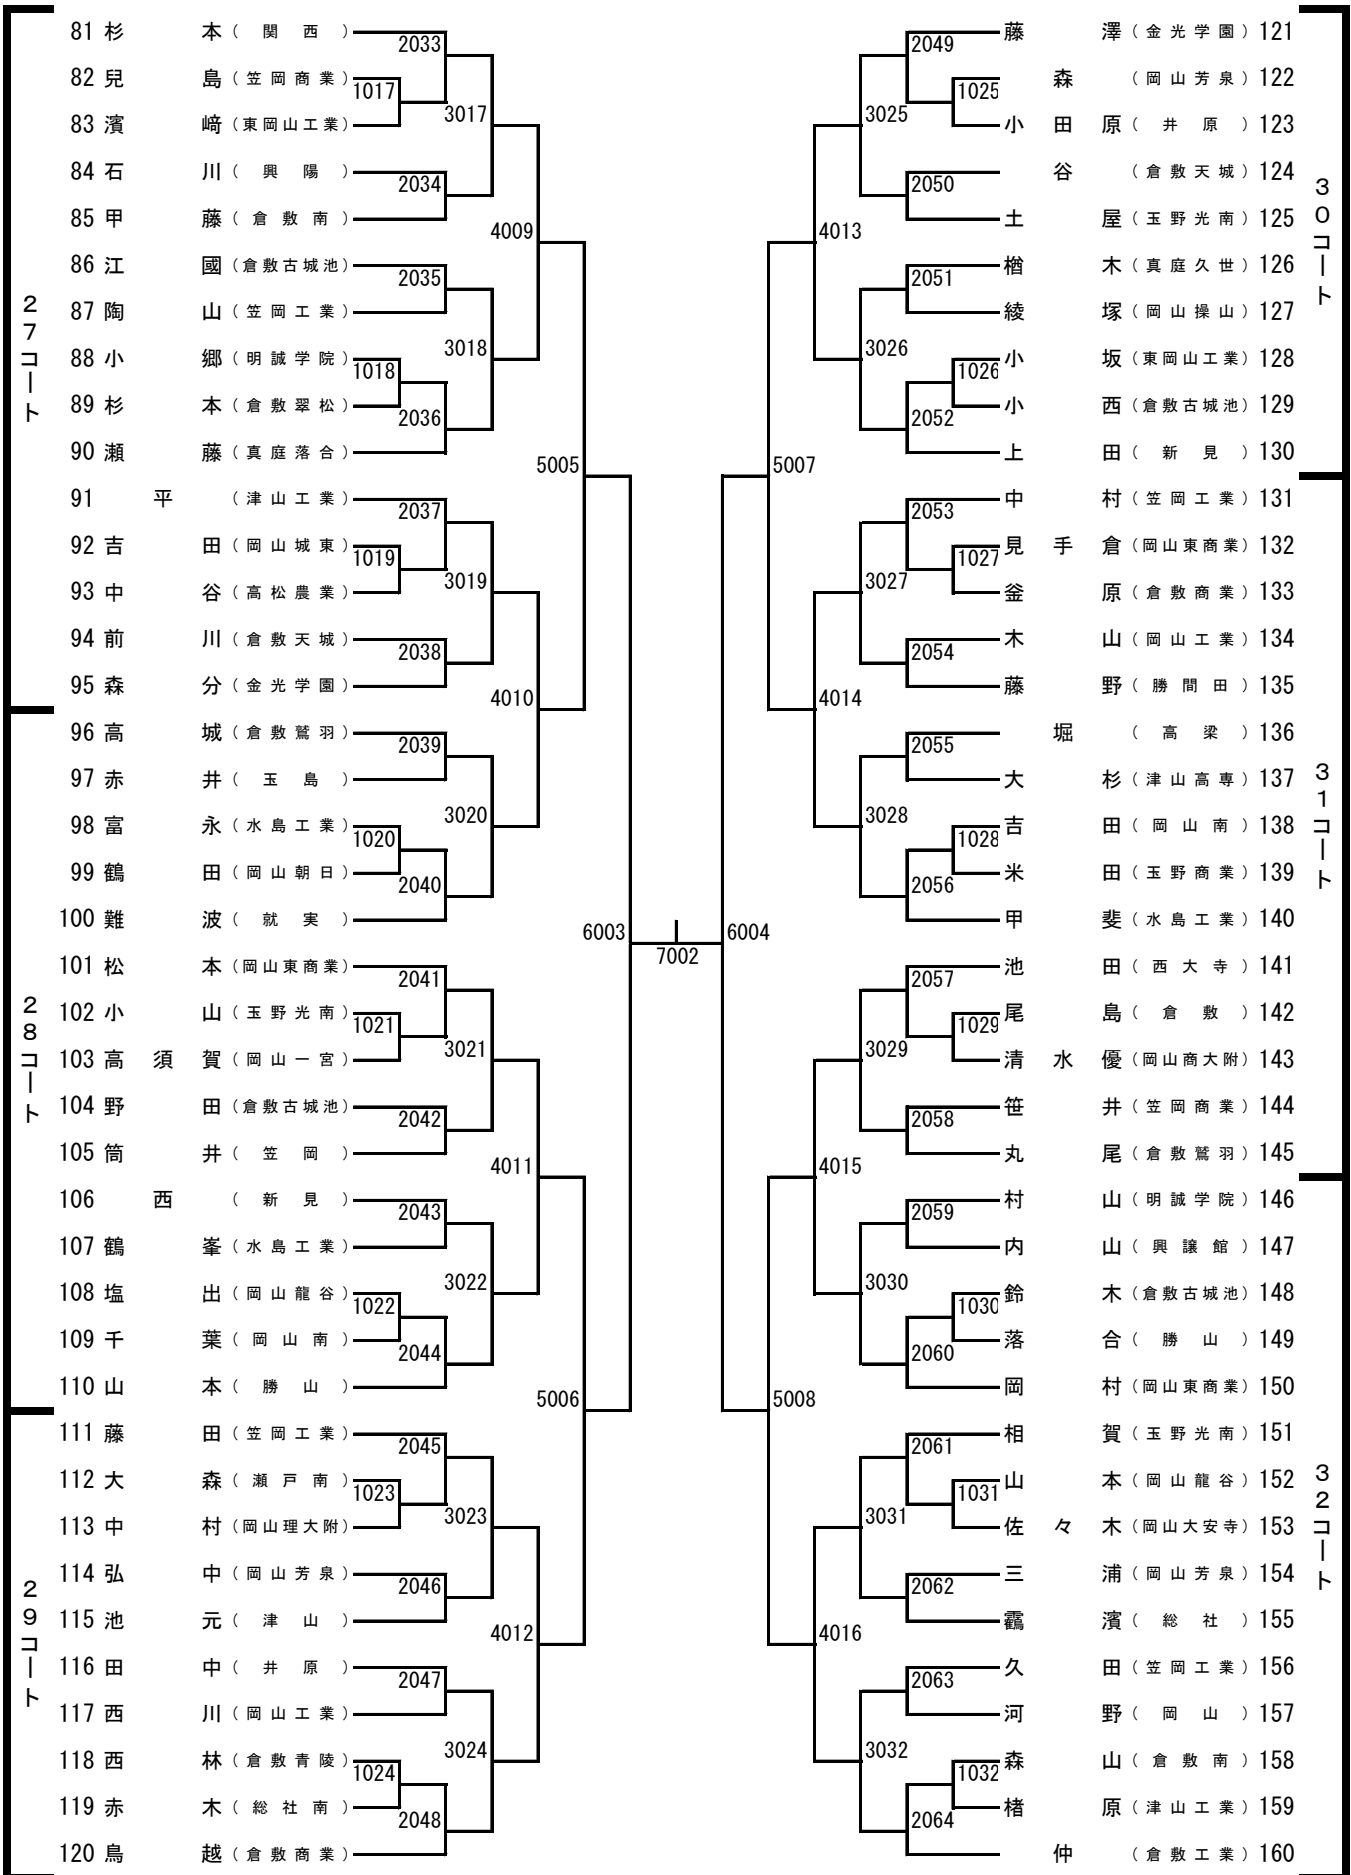 27コート
81 杉本（関西）
82 兒島（笠岡商業）
83 濱﨑（東岡山工業）
84 石川（興陽）
85 甲藤（倉敷南）
86 江國（倉敷古城池）
87 陶山（笠岡工業）
88 小郷（明誠学院）
89 杉本（倉敷翠松）
90 瀬藤（真庭落合）
91 平（津山工業）
92 吉田（岡山城東）
93 中谷（高松農業）
94 前川（倉敷天城）
95 森分（金光学園）
28コート
96 高城（倉敷鷲羽）
97 赤井（玉島）
98 富永（水島工業）
99 鶴田（岡山朝日）
100 難波（就実）
101 松本（岡山東商業）
102 小山（玉野光南）
103 高須賀（岡山一宮）
104 野田（倉敷古城池）
105 筒井（笠岡）
106 西（新見）
107 鶴峯（水島工業）
108 塩出（岡山龍谷）
109 千葉（岡山南）
110 山本（勝山）
29コート
111 藤田（笠岡工業）
112 大森（瀬戸南）
113 中村（岡山理大附）
114 弘中（岡山芳泉）
115 池元（津山）
116 田中（井原）
117 西川（岡山工業）
118 西林（倉敷青陵）
119 赤木（総社南）
120 鳥越（倉敷商業）
1017
1018
1019
1020
1021
1022
1023
1024
2033
2034
2035
2036
2037
2038
2039
2040
2041
2042
2043
2044
2045
2046
2047
2048
3017
3018
3019
3020
3021
3022
3023
3024
4009
4010
4011
4012
5005
5006
6003
7002
6004
5007
5008
4013
4014
4015
4016
3025
3026
3027
3028
3029
3030
3031
3032
2049
2050
2051
2052
2053
2054
2055
2056
2057
2058
2059
2060
2061
2062
2063
2064
1025
1026
1027
1028
1029
1030
1031
1032
30コート
藤澤（金光学園）121
森（岡山芳泉）122
小田原（井原）123
谷（倉敷天城）124
土屋（玉野光南）125
楢木（真庭久世）126
綾塚（岡山操山）127
小坂（東岡山工業）128
小西（倉敷古城池）129
上田（新見）130
31コート
中村（笠岡工業）131
見手倉（岡山東商業）132
釜原（倉敷商業）133
木山（岡山工業）134
藤野（勝間田）135
堀（高梁）136
大杉（津山高専）137
吉田（岡山南）138
米田（玉野商業）139
甲斐（水島工業）140
池田（西大寺）141
尾島（倉敷）142
清水優（岡山商大附）143
笹井（笠岡商業）144
丸尾（倉敷鷲羽）145
32コート
村山（明誠学院）146
内山（興譲館）147
鈴木（倉敷古城池）148
落合（勝山）149
岡村（岡山東商業）150
相賀（玉野光南）151
山本（岡山龍谷）152
佐々木（岡山大安寺）153
三浦（岡山芳泉）154
靏濱（総社）155
久田（笠岡工業）156
河野（岡山）157
森山（倉敷南）158
楮原（津山工業）159
仲（倉敷工業）160